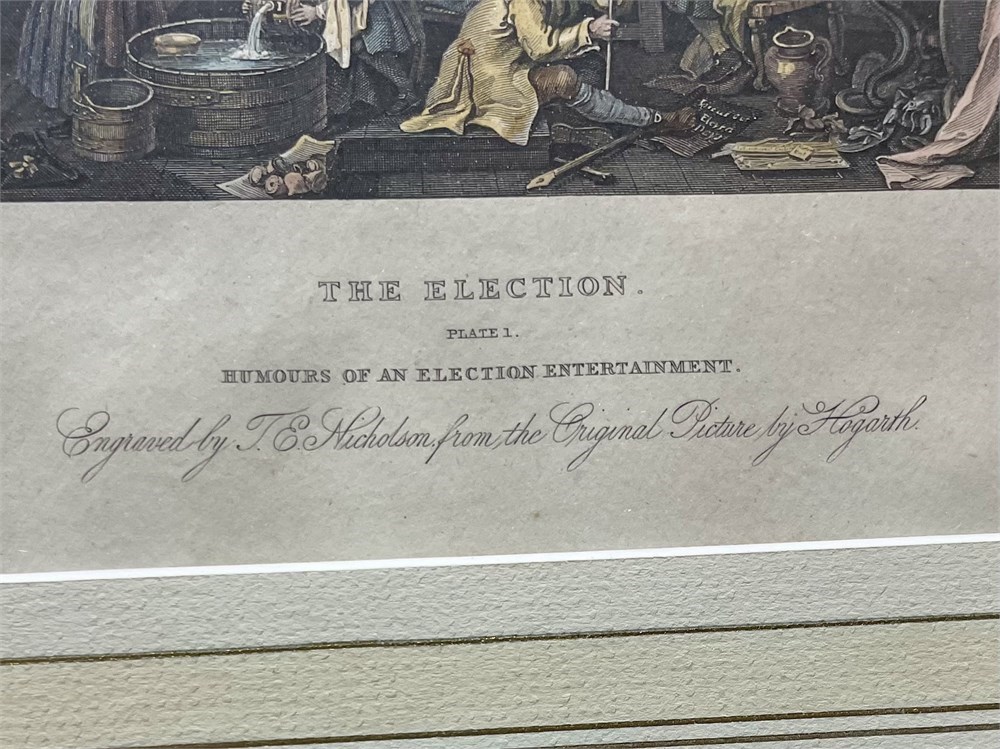 THE ELECTION.
PLATE 1.
HUMOURS OF AN ELECTION ENTERTAINMENT.
Engraved by T. E. Nicholson, from the Original Picture by Hogarth.